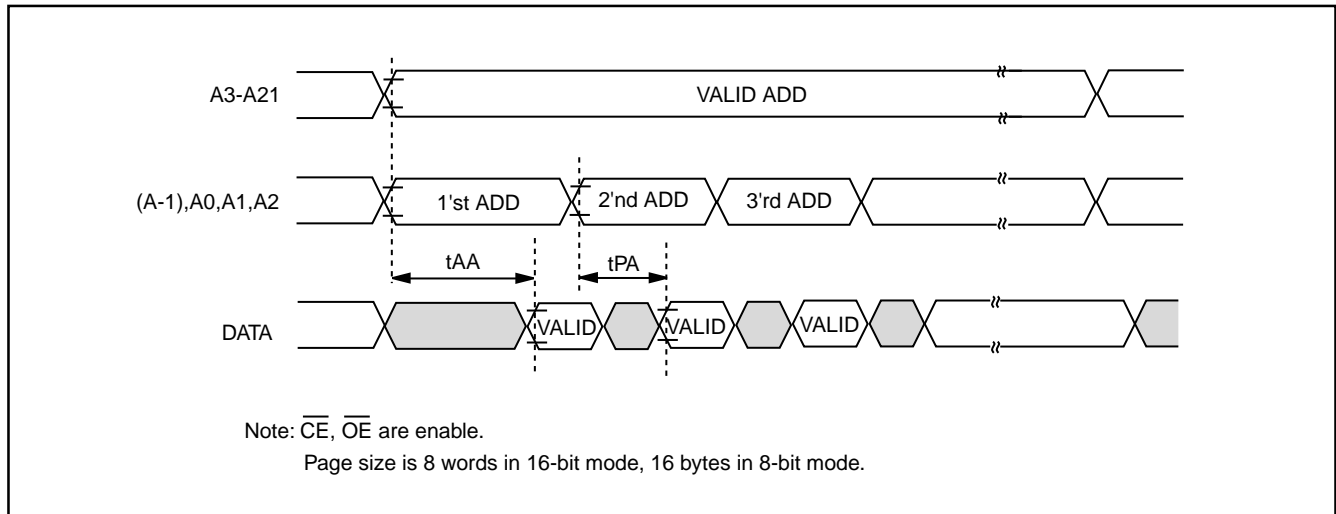 A3-A21
VALID ADD
(A-1),A0,A1,A2
1'st ADD
2'nd ADD
3'rd ADD
tAA
tPA
DATA
VALID
VALID
VALID
Note: C̅E̅, O̅E̅ are enable.
Page size is 8 words in 16-bit mode, 16 bytes in 8-bit mode.